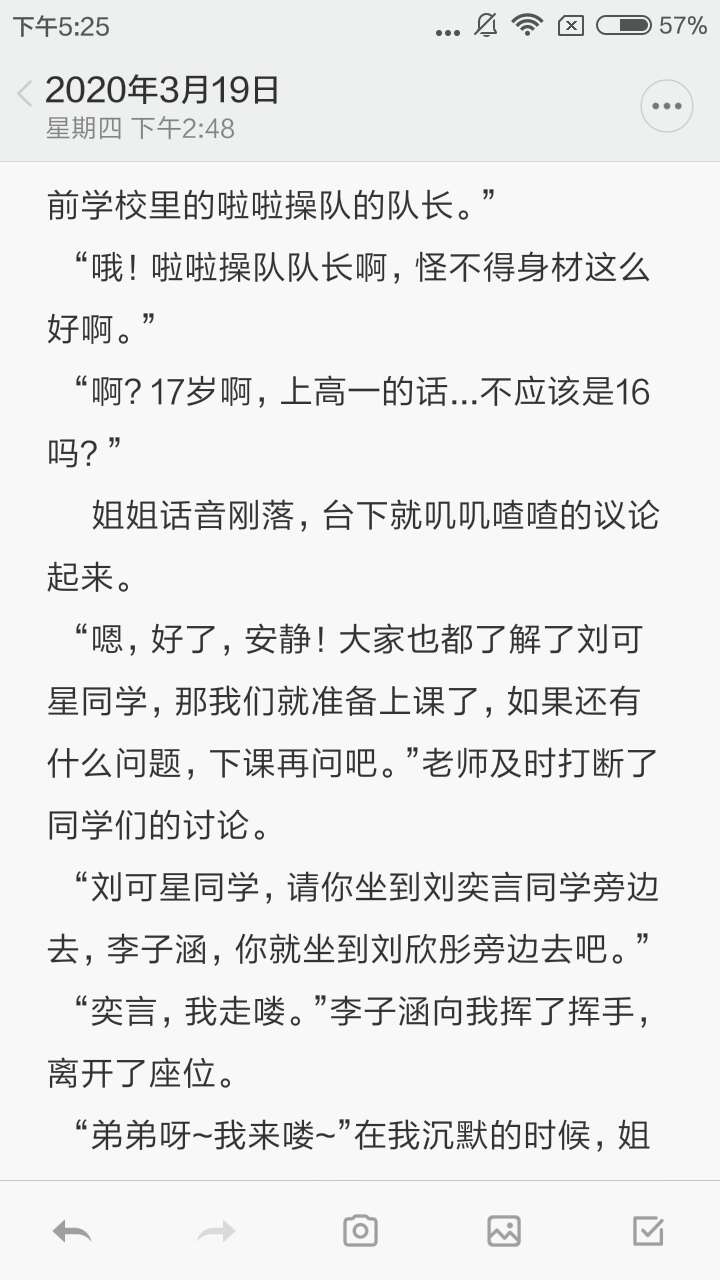 下午5:25
... 57%
2020年3月19日
星期四 下午2:48
前学校里的啦啦操队的队长。”
“哦！啦啦操队队长啊，怪不得身材这么
好啊。”
“啊？17岁啊，上高一的话...不应该是16
吗？”
姐姐话音刚落，台下就叽叽喳喳的议论
起来。
“嗯，好了，安静！大家也都了解了刘可
星同学，那我们就准备上课了，如果还有
什么问题，下课再问吧。”老师及时打断了
同学们的讨论。
“刘可星同学，请你坐到刘奕言同学旁边
去，李子涵，你就坐到刘欣彤旁边去吧。”
“奕言，我走喽。”李子涵向我挥了挥手，
离开了座位。
“弟弟呀~我来喽~”在我沉默的时候，姐